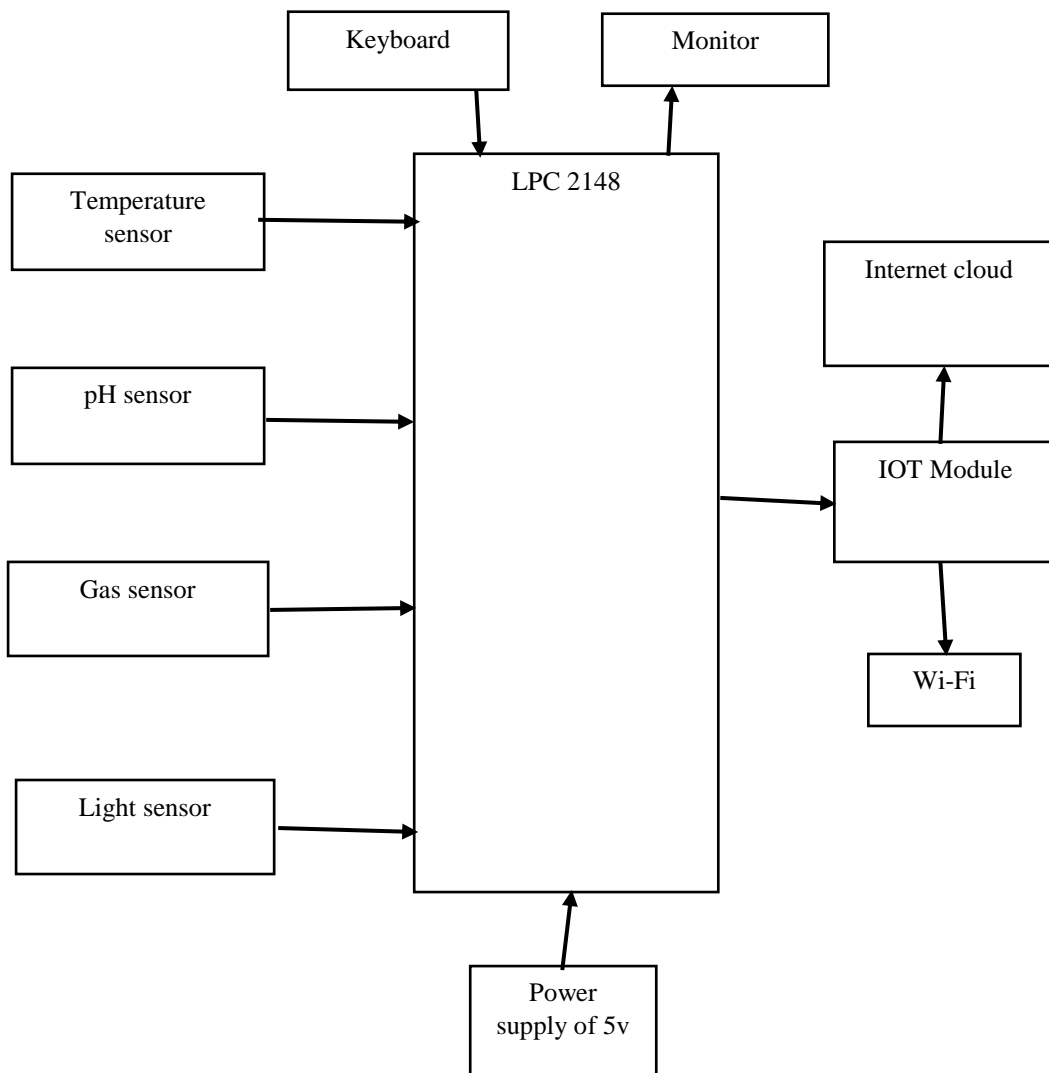 Keyboard
Monitor
LPC 2148
Temperature
sensor
Internet cloud
pH sensor
IOT Module
Gas sensor
Wi-Fi
Light sensor
Power
supply of 5v